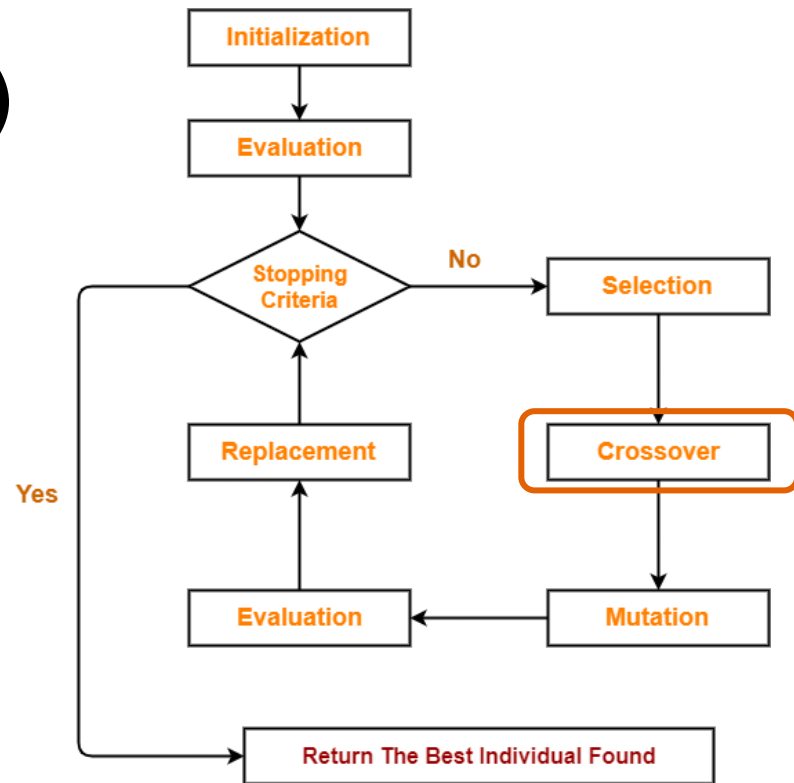 Initialization
Evaluation
Stopping
Criteria
No
Selection
Replacement
Crossover
Yes
Evaluation
Mutation
Return The Best Individual Found